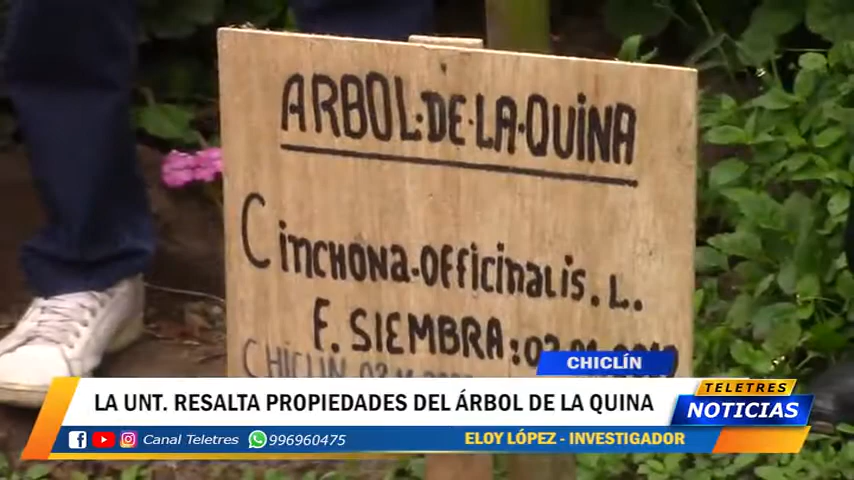 ARBOL·DE·LA·QUINA
CINCHONA.OFFICINALIS.L.
F. SIEMBRA:
CHICLIN
CHICLÍN
LA UNT. RESALTA PROPIEDADES DEL ÁRBOL DE LA QUINA
TELETRES
NOTICIAS
Canal Teletres 996960475
ELOY LÓPEZ - INVESTIGADOR